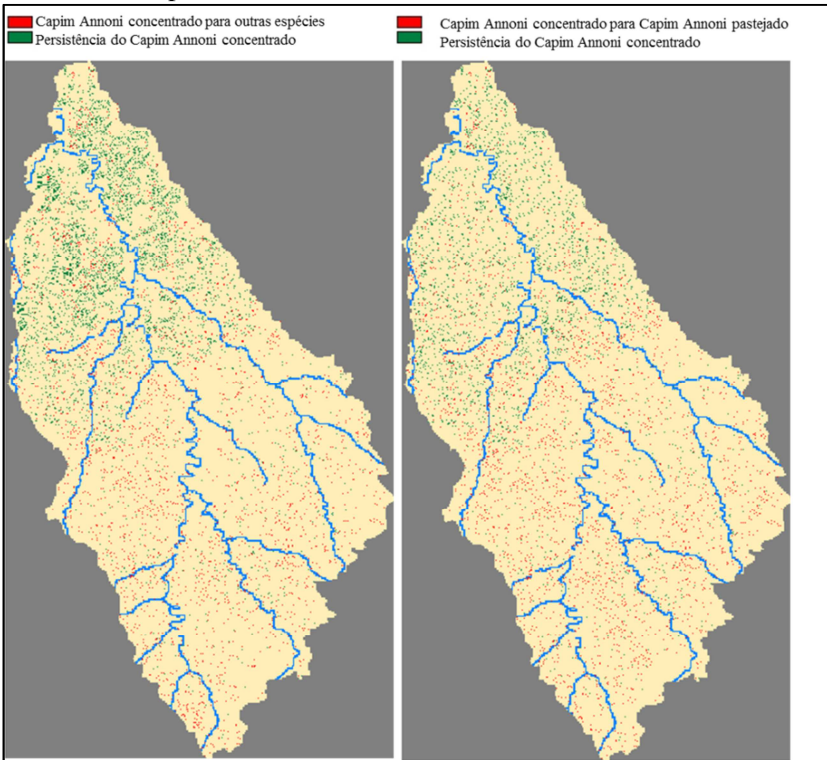 Capim Annoni concentrado para outras espécies
Persistência do Capim Annoni concentrado
Capim Annoni concentrado para Capim Annoni pastejado
Persistência do Capim Annoni concentrado